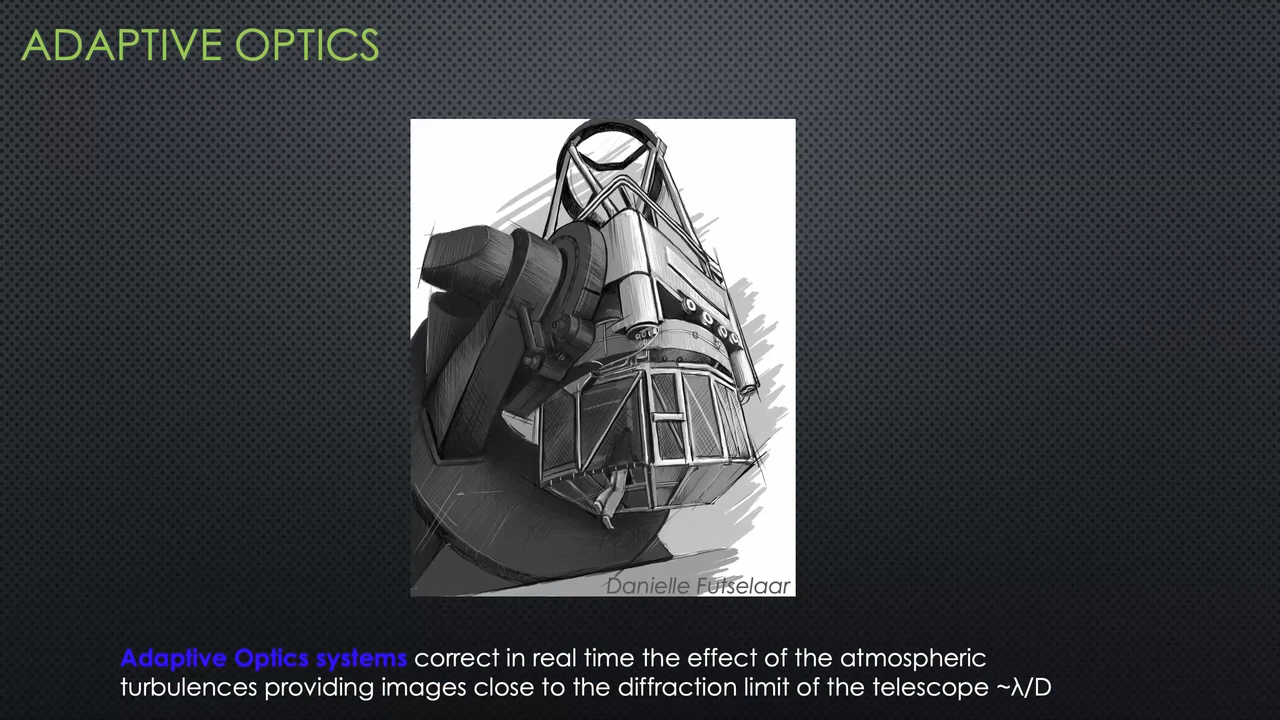 ADAPTIVE OPTICS
Danielle Futselaar
Adaptive Optics systems correct in real time the effect of the atmospheric
turbulences providing images close to the diffraction limit of the telescope ~λ/D